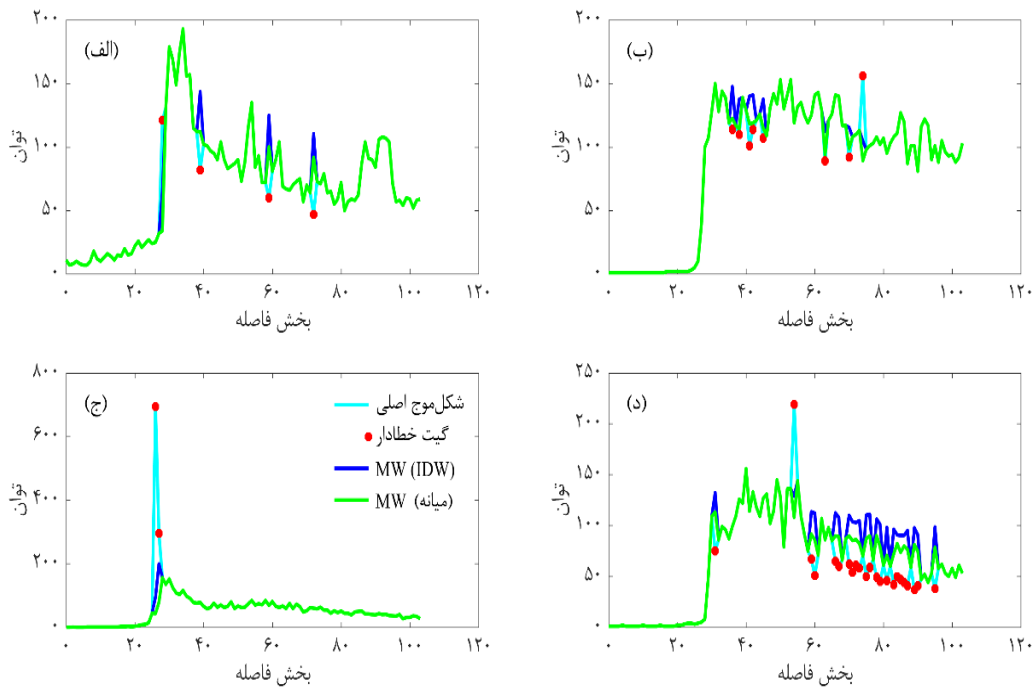 (الف)
۲۰۰
۱۵۰
۱۰۰
۵۰
۰
توان
۰ ۲۰ ۴۰ ۶۰ ۸۰ ۱۰۰ ۱۲۰
بخش فاصله
(ب)
۲۰۰
۱۵۰
۱۰۰
۵۰
۰
توان
۰ ۲۰ ۴۰ ۶۰ ۸۰ ۱۰۰ ۱۲۰
بخش فاصله
(ج)
۸۰۰
۶۰۰
۴۰۰
۲۰۰
۰
توان
شکل‌موج اصلی
گیت خطادار
MW (IDW)
MW (میانه)
۰ ۲۰ ۴۰ ۶۰ ۸۰ ۱۰۰ ۱۲۰
بخش فاصله
(د)
۲۵۰
۲۰۰
۱۵۰
۱۰۰
۵۰
۰
توان
۰ ۲۰ ۴۰ ۶۰ ۸۰ ۱۰۰ ۱۲۰
بخش فاصله